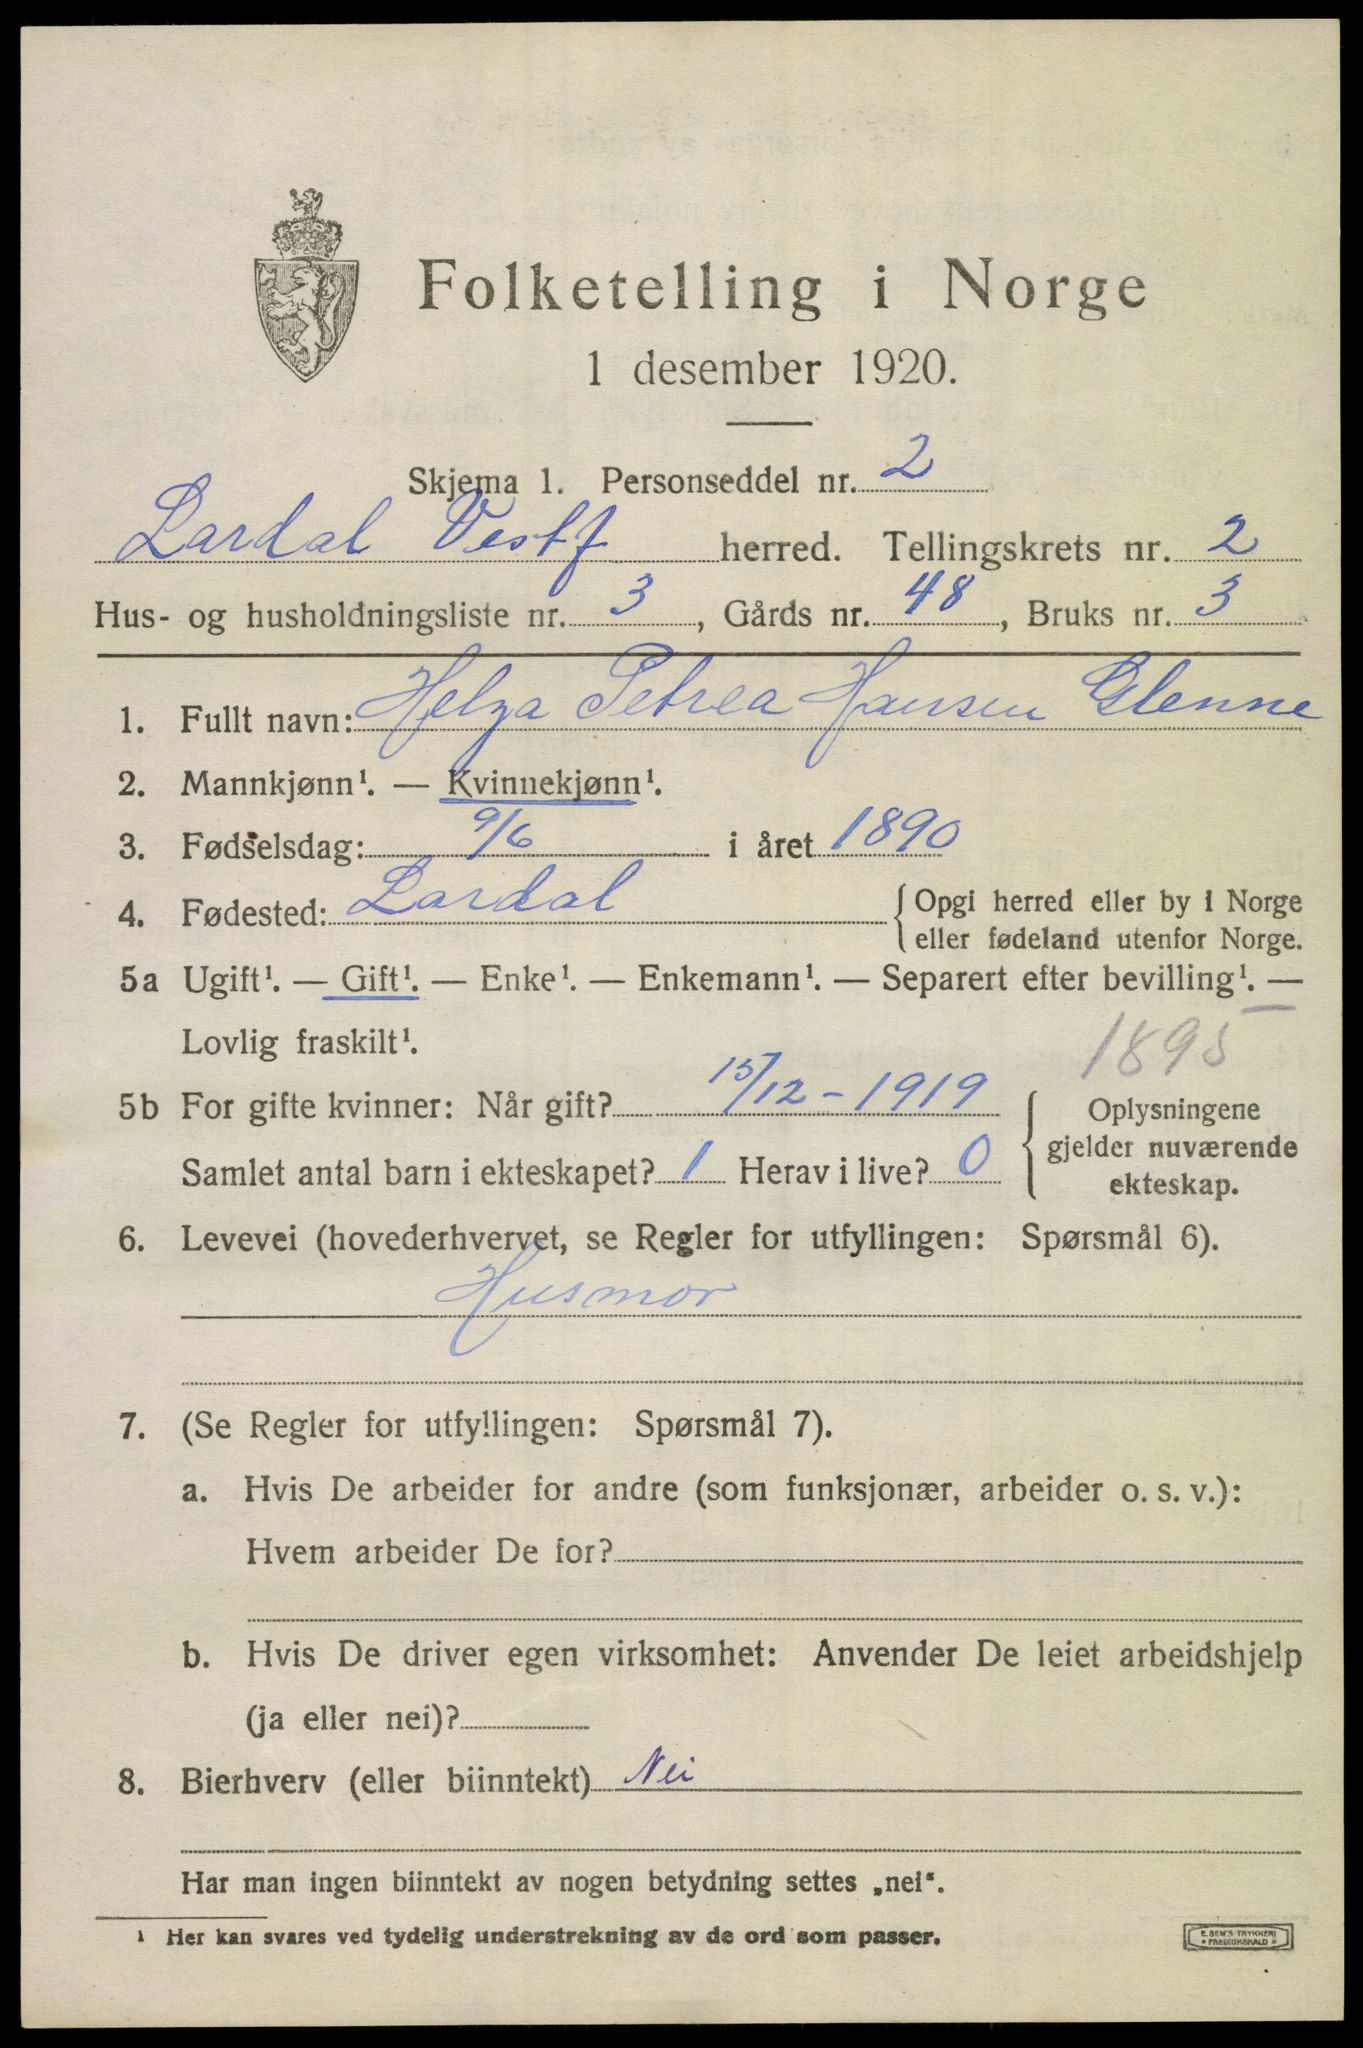 Folketelling i Norge
1 desember 1920.
Skjema 1. Personseddel nr. 2
Lardal Vestf herred. Tellingskrets nr. 2
Hus- og husholdningsliste nr. 3, Gårds nr. 48, Bruks nr. 3
1. Fullt navn: Helga Petrea Hansen Glenne
2. Mannkjønn¹. — Kvinnekjønn¹.
3. Fødselsdag: 9/6 i året 1890
4. Fødested: Lardal { Opgi herred eller by i Norge
eller fødeland utenfor Norge.
5a Ugift¹. — Gift¹. — Enke¹. — Enkemann¹. — Separert efter bevilling¹. —
Lovlig fraskilt¹.
1895
5b For gifte kvinner: Når gift? 15/12 - 1919 { Oplysningene
gjelder nuværende
Samlet antal barn i ekteskapet? 1 Herav i live? 0 ekteskap.
6. Levevei (hovederhvervet, se Regler for utfyllingen: Spørsmål 6).
Husmor
7. (Se Regler for utfyllingen: Spørsmål 7).
a. Hvis De arbeider for andre (som funksjonær, arbeider o. s. v.):
Hvem arbeider De for?
b. Hvis De driver egen virksomhet: Anvender De leiet arbeidshjelp
(ja eller nei)?
8. Bierhverv (eller biinntekt) Nei
Har man ingen biinntekt av nogen betydning settes „nei“.
¹ Her kan svares ved tydelig understrekning av de ord som passer.
E. SEM'S TRYKKERI
* FREDRIKSHALD *